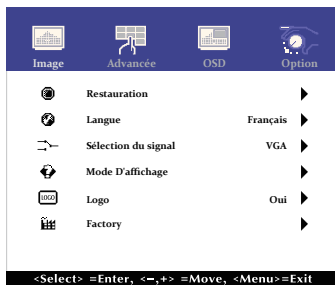 Image Advancée OSD Option
Restauration
Langue Français
Sélection du signal VGA
Mode D'affichage
LOGO Logo Oui
Factory
<Select> =Enter, <−,+> =Move, <Menu>=Exit